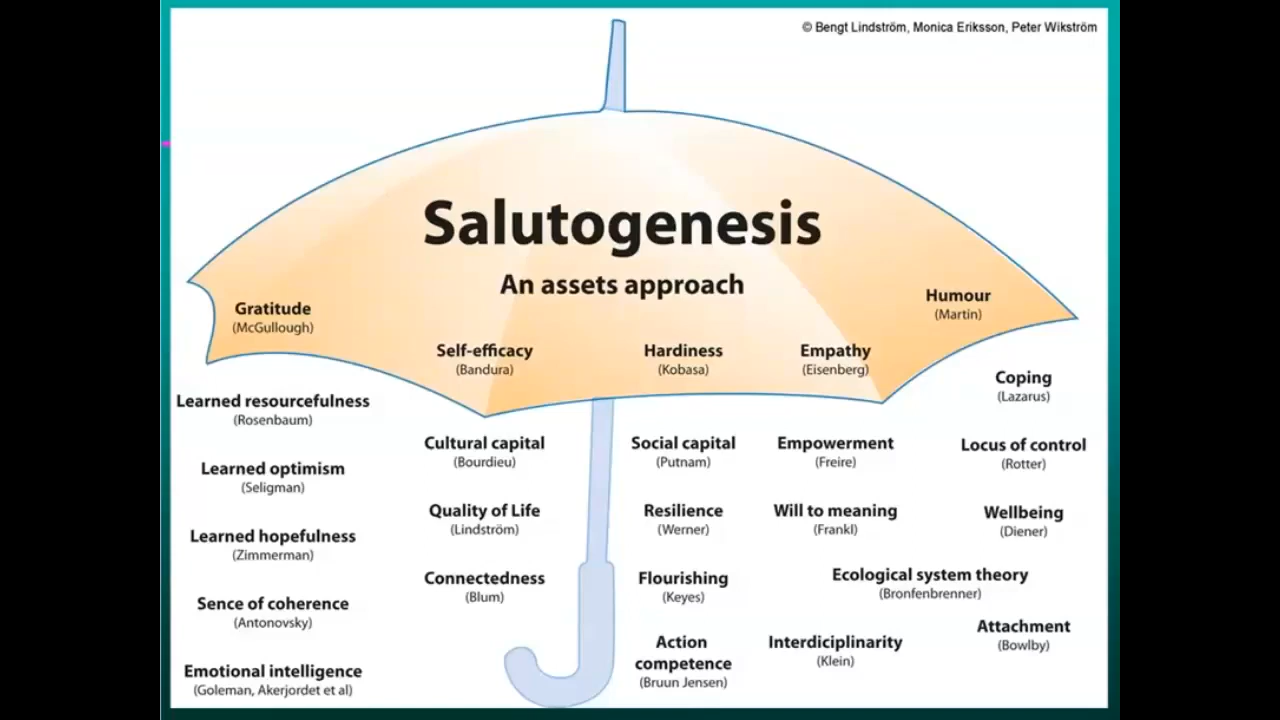 © Bengt Lindström, Monica Eriksson, Peter Wikström
Salutogenesis
An assets approach
Gratitude
(McGullough)
Humour
(Martin)
Self-efficacy
(Bandura)
Hardiness
(Kobasa)
Empathy
(Eisenberg)
Learned resourcefulness
(Rosenbaum)
Learned optimism
(Seligman)
Learned hopefulness
(Zimmerman)
Sence of coherence
(Antonovsky)
Emotional intelligence
(Goleman, Akerjordet et al)
Cultural capital
(Bourdieu)
Quality of Life
(Lindström)
Connectedness
(Blum)
Social capital
(Putnam)
Resilience
(Werner)
Flourishing
(Keyes)
Action
competence
(Bruun Jensen)
Empowerment
(Freire)
Will to meaning
(Frankl)
Ecological system theory
(Bronfenbrenner)
Interdiciplinarity
(Klein)
Coping
(Lazarus)
Locus of control
(Rotter)
Wellbeing
(Diener)
Attachment
(Bowlby)